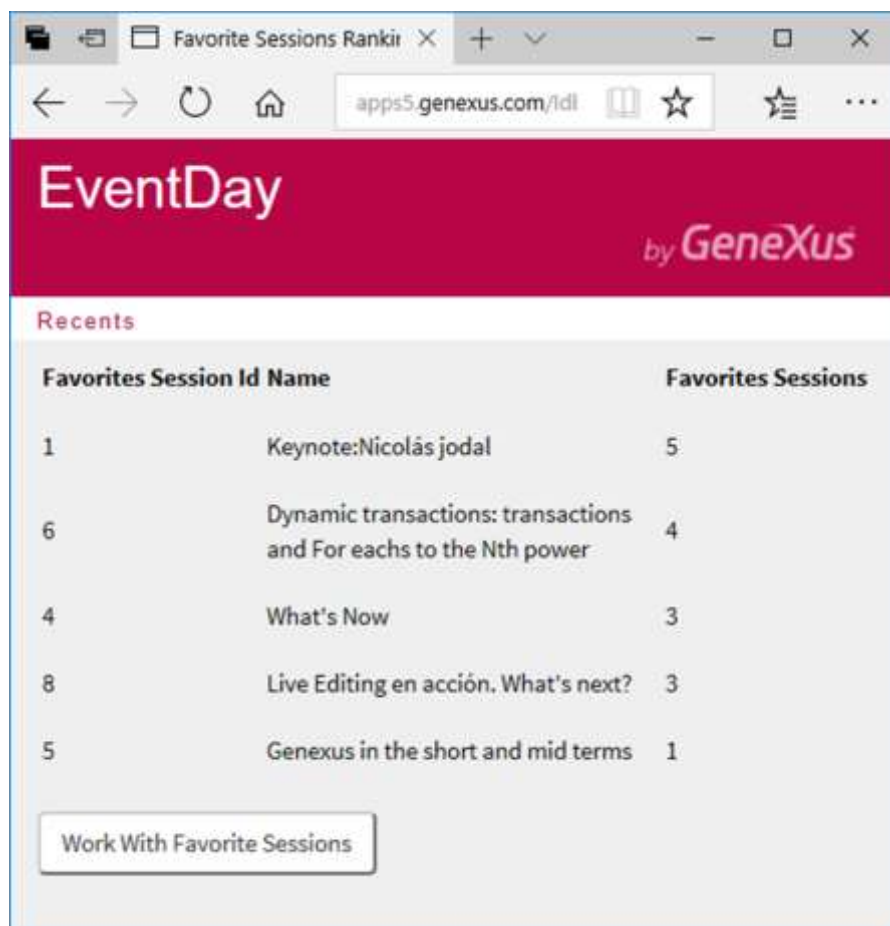 Favorite Sessions Rankin
apps5.genexus.com/Idl
EventDay
by GeneXus
Recents
Favorites Session Id Name Favorites Sessions
1 Keynote:Nicolás jodal 5
6 Dynamic transactions: transactions
and For eachs to the Nth power 4
4 What's Now 3
8 Live Editing en acción. What's next? 3
5 Genexus in the short and mid terms 1
Work With Favorite Sessions